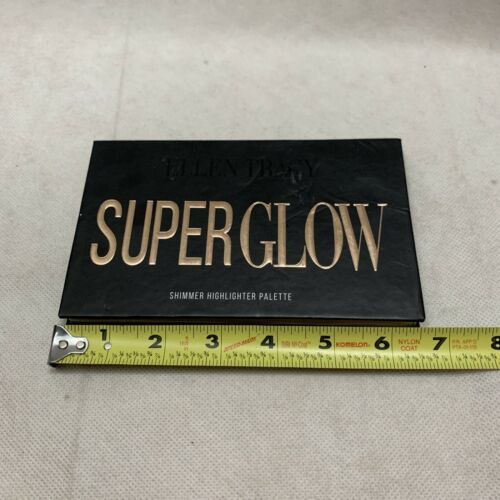 ELLEN TRACY
SUPER GLOW
SHIMMER HIGHLIGHTER PALETTE
1 2 3 4 5 6 7 8
KOMELON NYLON
COAT